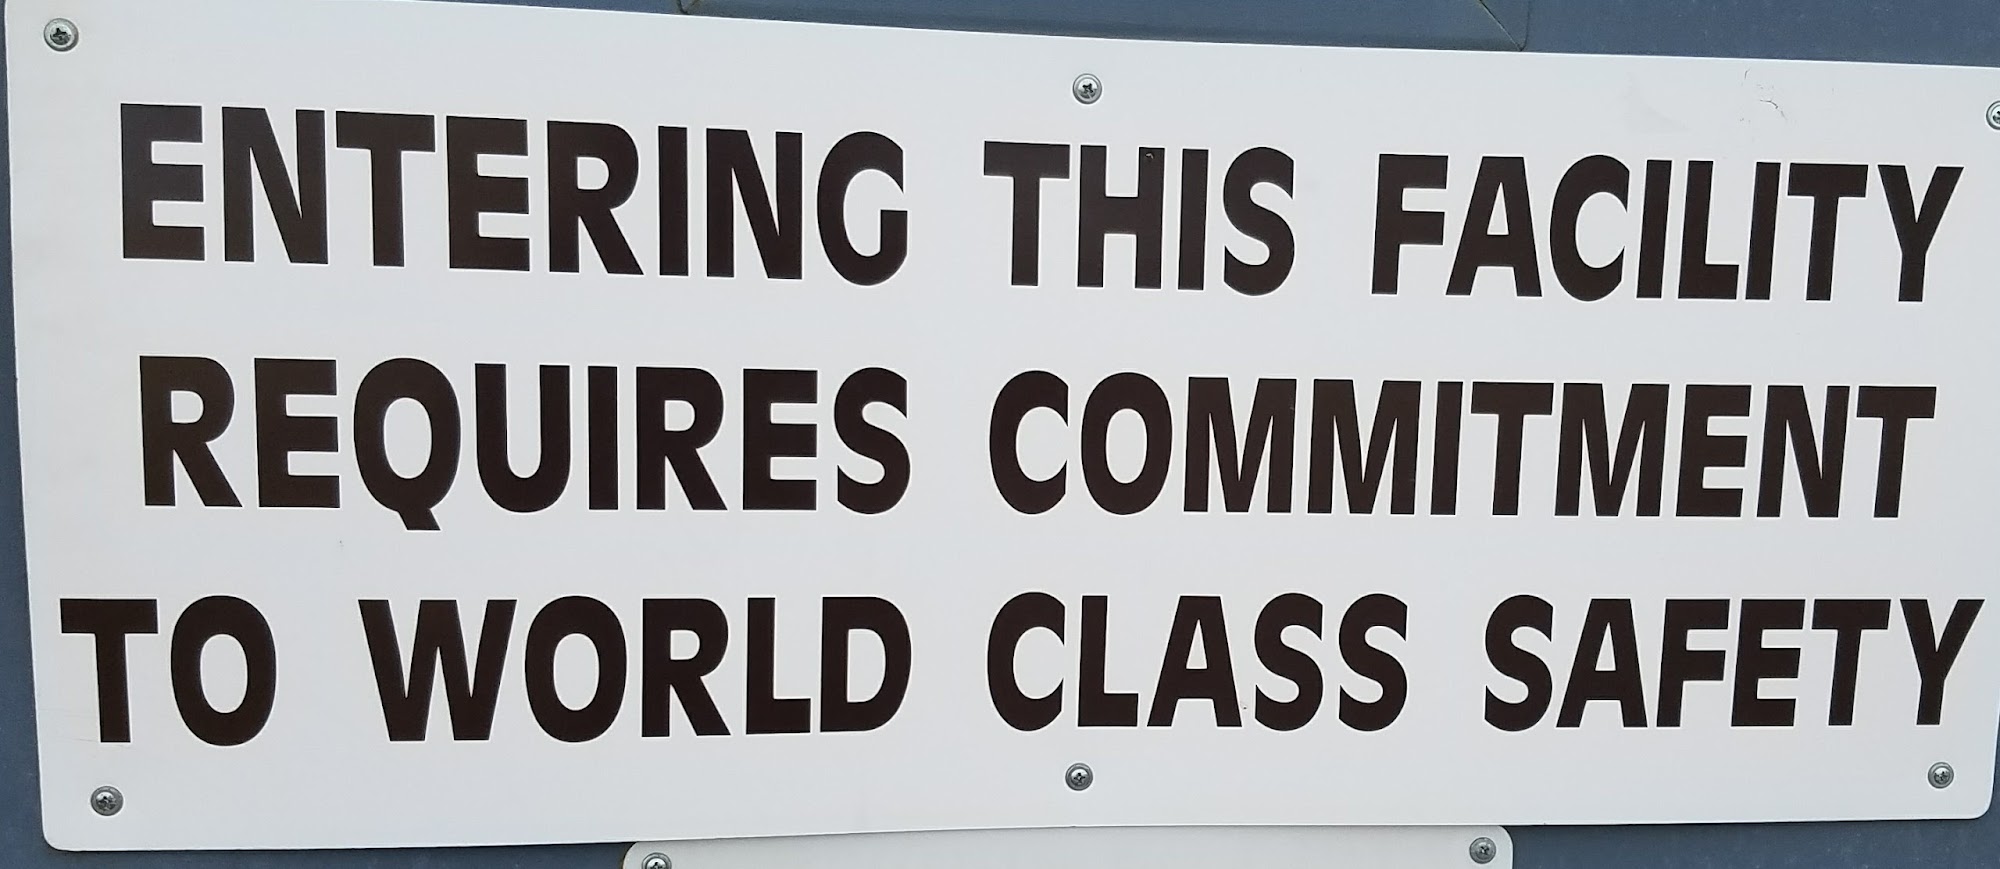 ENTERING THIS FACILITY
REQUIRES COMMITMENT
TO WORLD CLASS SAFETY